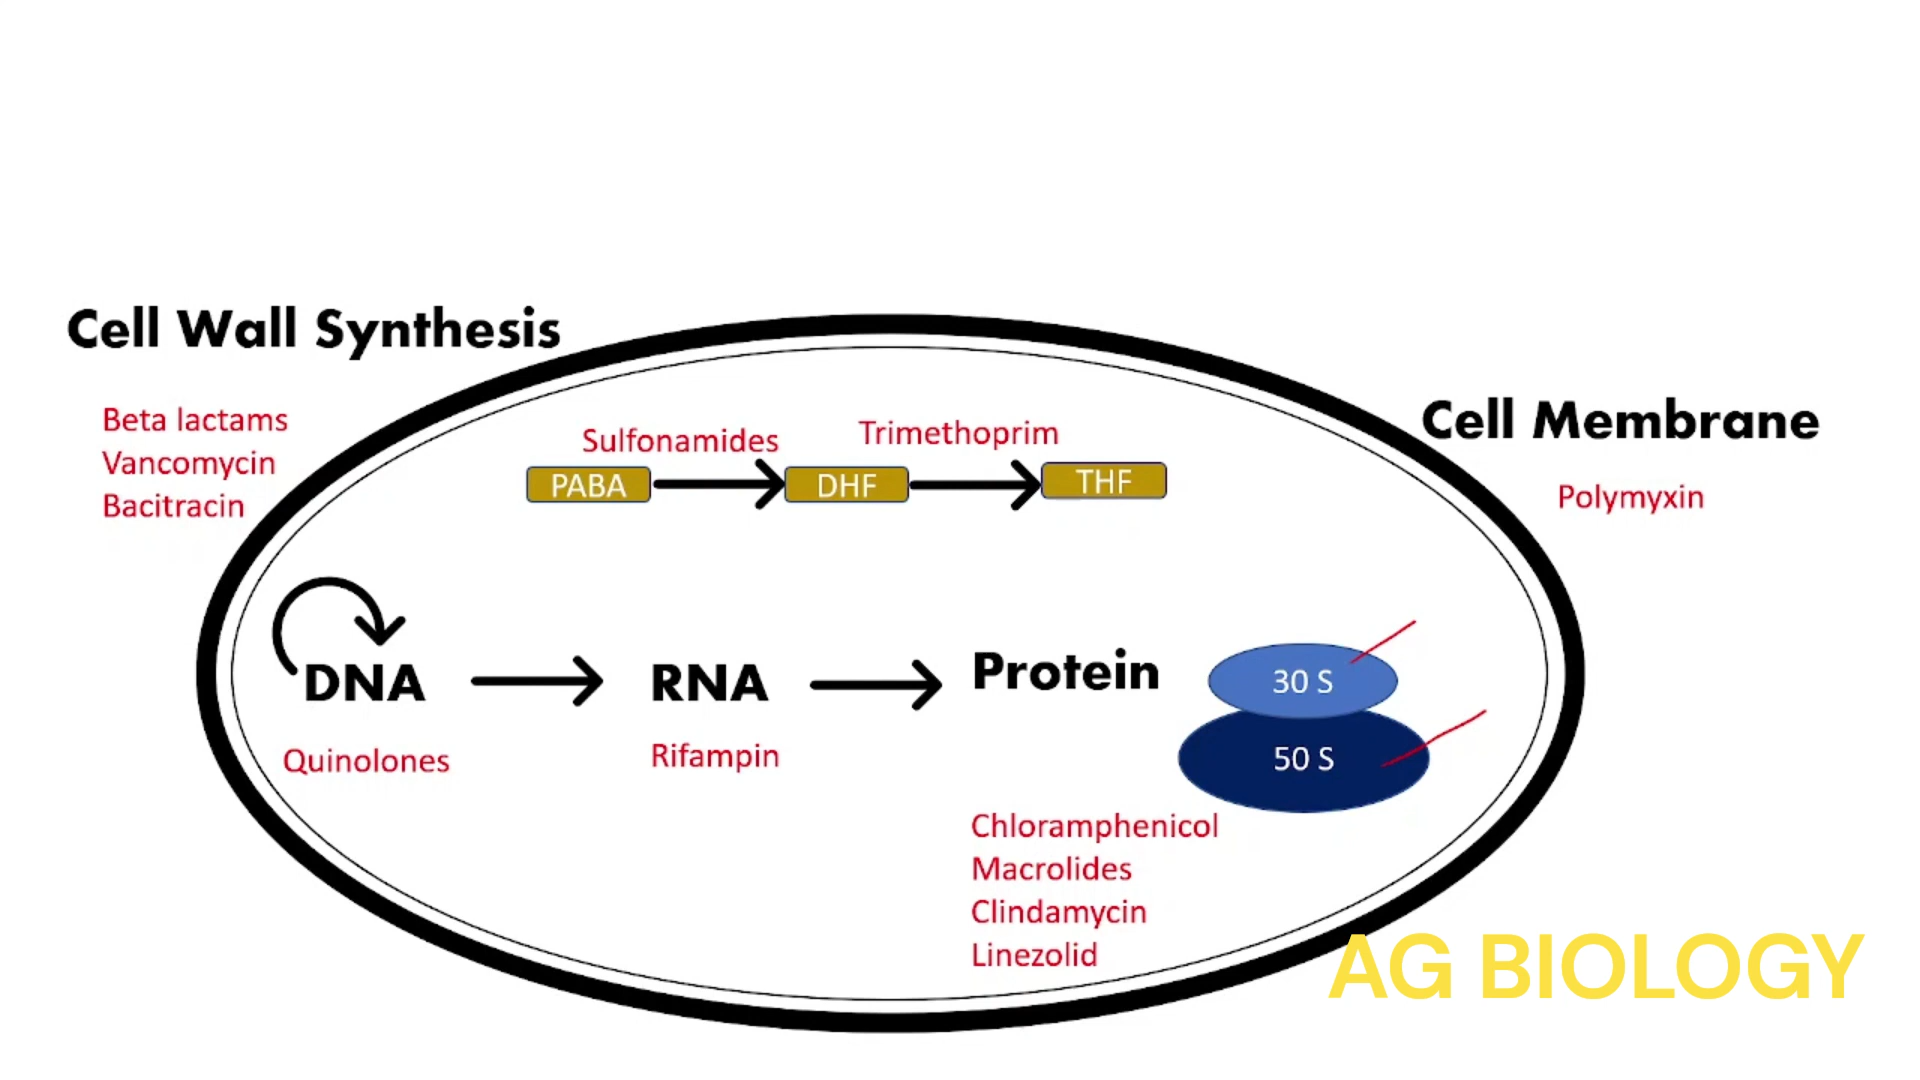 Cell Wall Synthesis
Beta lactams
Vancomycin
Bacitracin
Cell Membrane
Polymyxin
Sulfonamides
Trimethoprim
PABA
DHF
THF
DNA
RNA
Protein
Quinolones
Rifampin
30 S
50 S
Chloramphenicol
Macrolides
Clindamycin
Linezolid
AG BIOLOGY